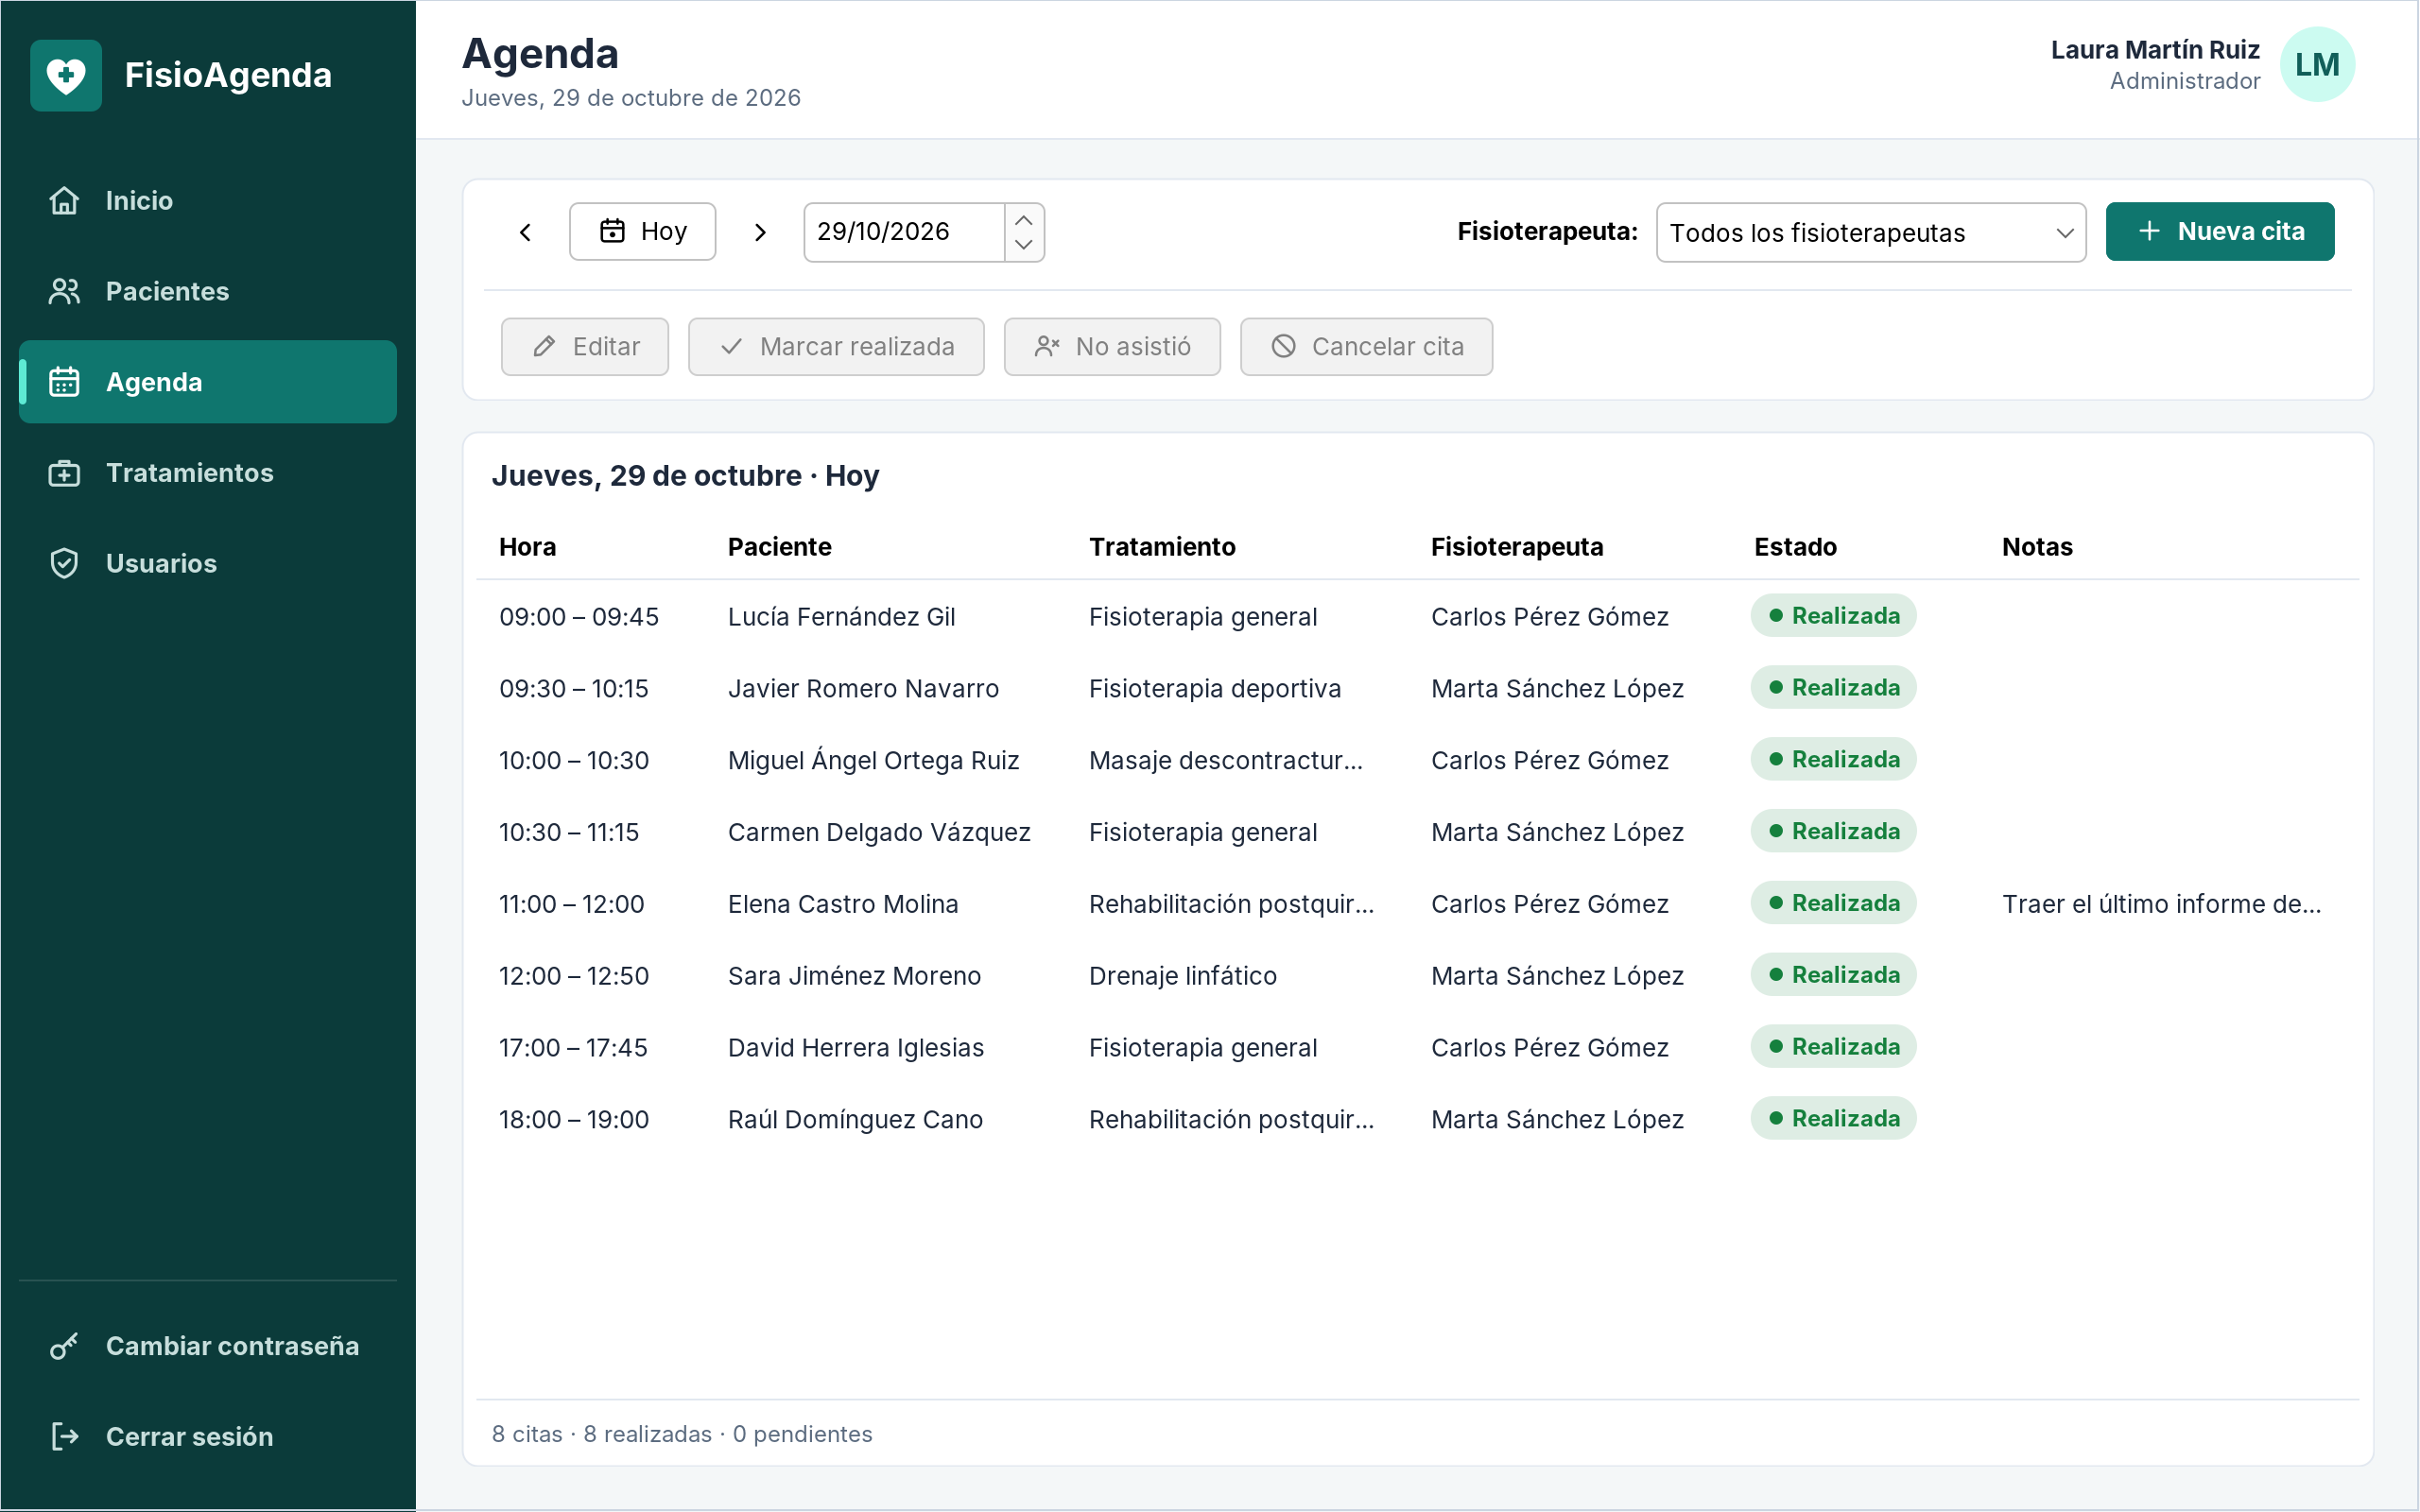 FisioAgenda
Inicio
Pacientes
Agenda
Tratamientos
Usuarios
Cambiar contraseña
Cerrar sesión
Agenda
Jueves, 29 de octubre de 2026
Laura Martín Ruiz
Administrador
LM
Hoy
29/10/2026
Fisioterapeuta:
Todos los fisioterapeutas
Nueva cita
Editar
Marcar realizada
No asistió
Cancelar cita
Jueves, 29 de octubre · Hoy
Hora Paciente Tratamiento Fisioterapeuta Estado Notas
09:00 – 09:45 Lucía Fernández Gil Fisioterapia general Carlos Pérez Gómez Realizada
09:30 – 10:15 Javier Romero Navarro Fisioterapia deportiva Marta Sánchez López Realizada
10:00 – 10:30 Miguel Ángel Ortega Ruiz Masaje descontractur... Carlos Pérez Gómez Realizada
10:30 – 11:15 Carmen Delgado Vázquez Fisioterapia general Marta Sánchez López Realizada
11:00 – 12:00 Elena Castro Molina Rehabilitación postquir... Carlos Pérez Gómez Realizada Traer el último informe de...
12:00 – 12:50 Sara Jiménez Moreno Drenaje linfático Marta Sánchez López Realizada
17:00 – 17:45 David Herrera Iglesias Fisioterapia general Carlos Pérez Gómez Realizada
18:00 – 19:00 Raúl Domínguez Cano Rehabilitación postquir... Marta Sánchez López Realizada
8 citas · 8 realizadas · 0 pendientes